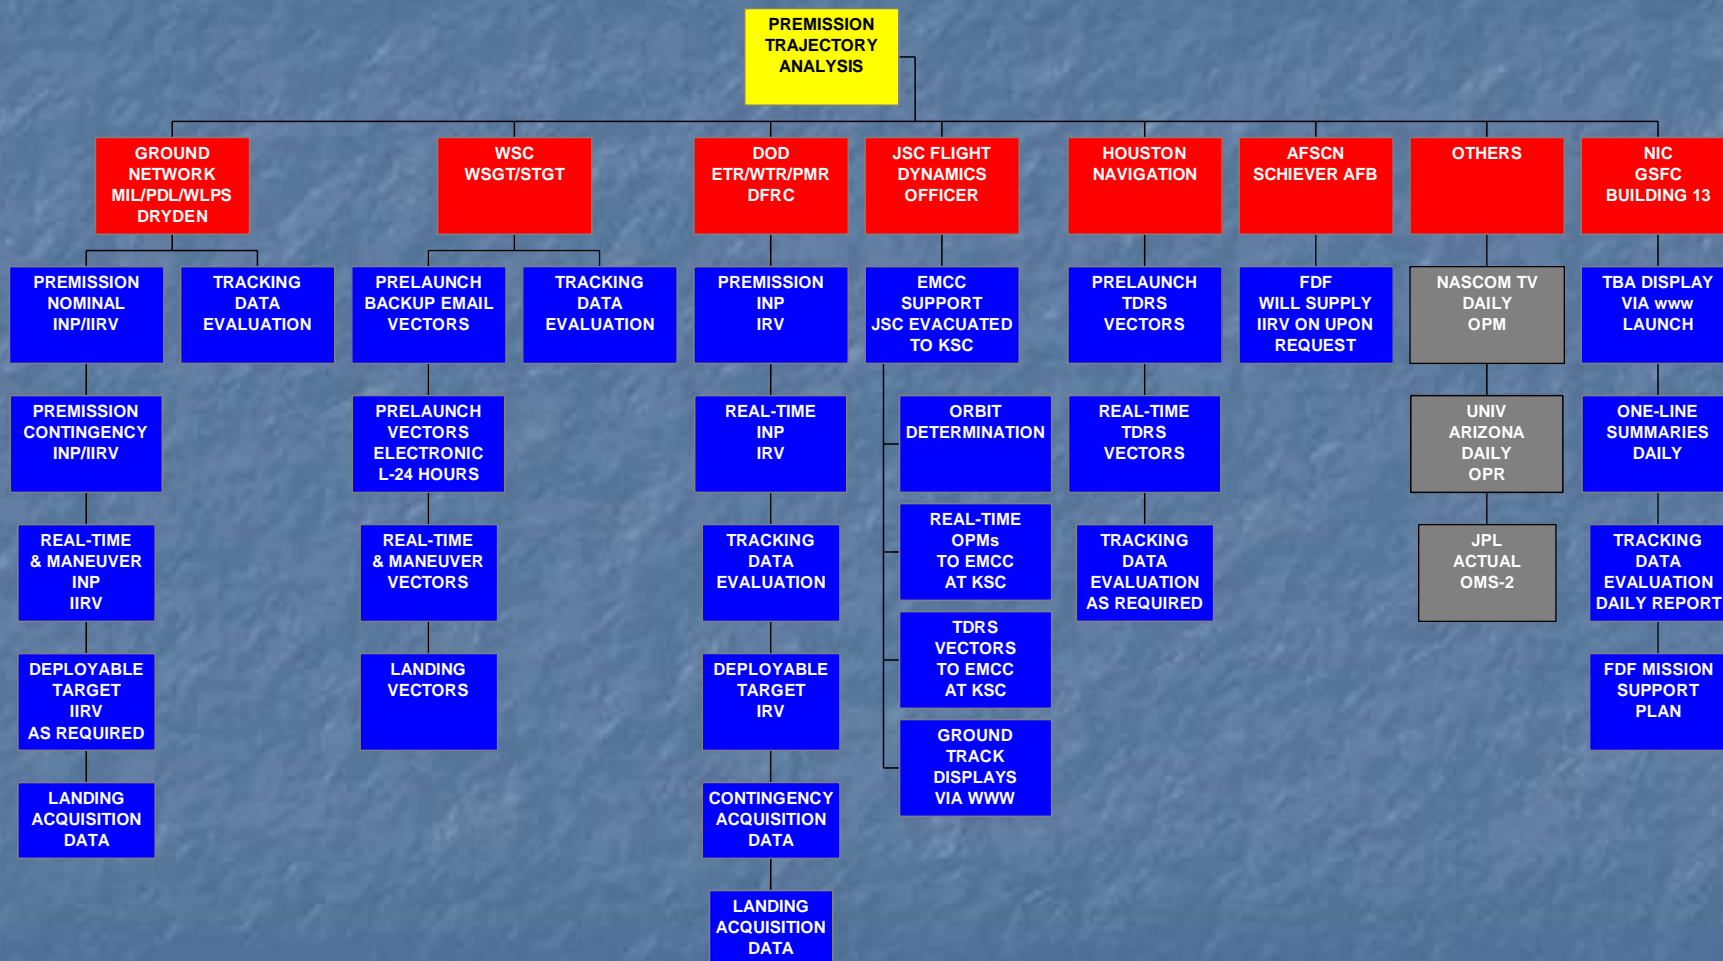 PREMISSION
TRAJECTORY
ANALYSIS
GROUND
NETWORK
MIL/PDL/WLPS
DRYDEN
WSC
WSGT/STGT
DOD
ETR/WTR/PMR
DFRC
JSC FLIGHT
DYNAMICS
OFFICER
HOUSTON
NAVIGATION
AFSCN
SCHIEVER AFB
OTHERS
NIC
GSFC
BUILDING 13
PREMISSION
NOMINAL
INP/IIRV
TRACKING
DATA
EVALUATION
PRELAUNCH
BACKUP EMAIL
VECTORS
TRACKING
DATA
EVALUATION
PREMISSION
INP
IRV
EMCC
SUPPORT
JSC EVACUATED
TO KSC
PRELAUNCH
TDRS
VECTORS
FDF
WILL SUPPLY
IIRV ON UPON
REQUEST
NASCOM TV
DAILY
OPM
TBA DISPLAY
VIA www
LAUNCH
PREMISSION
CONTINGENCY
INP/IIRV
PRELAUNCH
VECTORS
ELECTRONIC
L-24 HOURS
REAL-TIME
INP
IRV
ORBIT
DETERMINATION
REAL-TIME
TDRS
VECTORS
UNIV
ARIZONA
DAILY
OPR
ONE-LINE
SUMMARIES
DAILY
REAL-TIME
& MANEUVER
INP
IIRV
REAL-TIME
& MANEUVER
VECTORS
TRACKING
DATA
EVALUATION
REAL-TIME
OPMs
TO EMCC
AT KSC
TRACKING
DATA
EVALUATION
AS REQUIRED
JPL
ACTUAL
OMS-2
TRACKING
DATA
EVALUATION
DAILY REPORT
DEPLOYABLE
TARGET
IIRV
AS REQUIRED
LANDING
VECTORS
DEPLOYABLE
TARGET
IRV
TDRS
VECTORS
TO EMCC
AT KSC
FDF MISSION
SUPPORT
PLAN
LANDING
ACQUISITION
DATA
CONTINGENCY
ACQUISITION
DATA
GROUND
TRACK
DISPLAYS
VIA WWW
LANDING
ACQUISITION
DATA